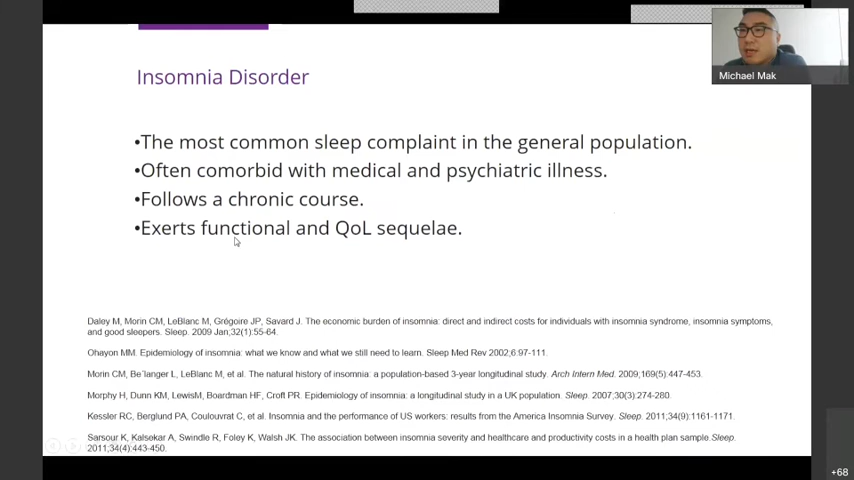 Michael Mak
Insomnia Disorder
•The most common sleep complaint in the general population.
•Often comorbid with medical and psychiatric illness.
•Follows a chronic course.
•Exerts functional and QoL sequelae.
Daley M, Morin CM, LeBlanc M, Grégoire JP, Savard J. The economic burden of insomnia: direct and indirect costs for individuals with insomnia syndrome, insomnia symptoms,
and good sleepers. Sleep. 2009 Jan;32(1):55-64.
Ohayon MM. Epidemiology of insomnia: what we know and what we still need to learn. Sleep Med Rev 2002;6:97-111.
Morin CM, Be´langer L, LeBlanc M, et al. The natural history of insomnia: a population-based 3-year longitudinal study. Arch Intern Med. 2009;169(5):447-453.
Morphy H, Dunn KM, LewisM, Boardman HF, Croft PR. Epidemiology of insomnia: a longitudinal study in a UK population. Sleep. 2007;30(3):274-280.
Kessler RC, Berglund PA, Coulouvrat C, et al. Insomnia and the performance of US workers: results from the America Insomnia Survey. Sleep. 2011;34(9):1161-1171.
Sarsour K, Kalsekar A, Swindle R, Foley K, Walsh JK. The association between insomnia severity and healthcare and productivity costs in a health plan sample.Sleep.
2011;34(4):443-450.
+68